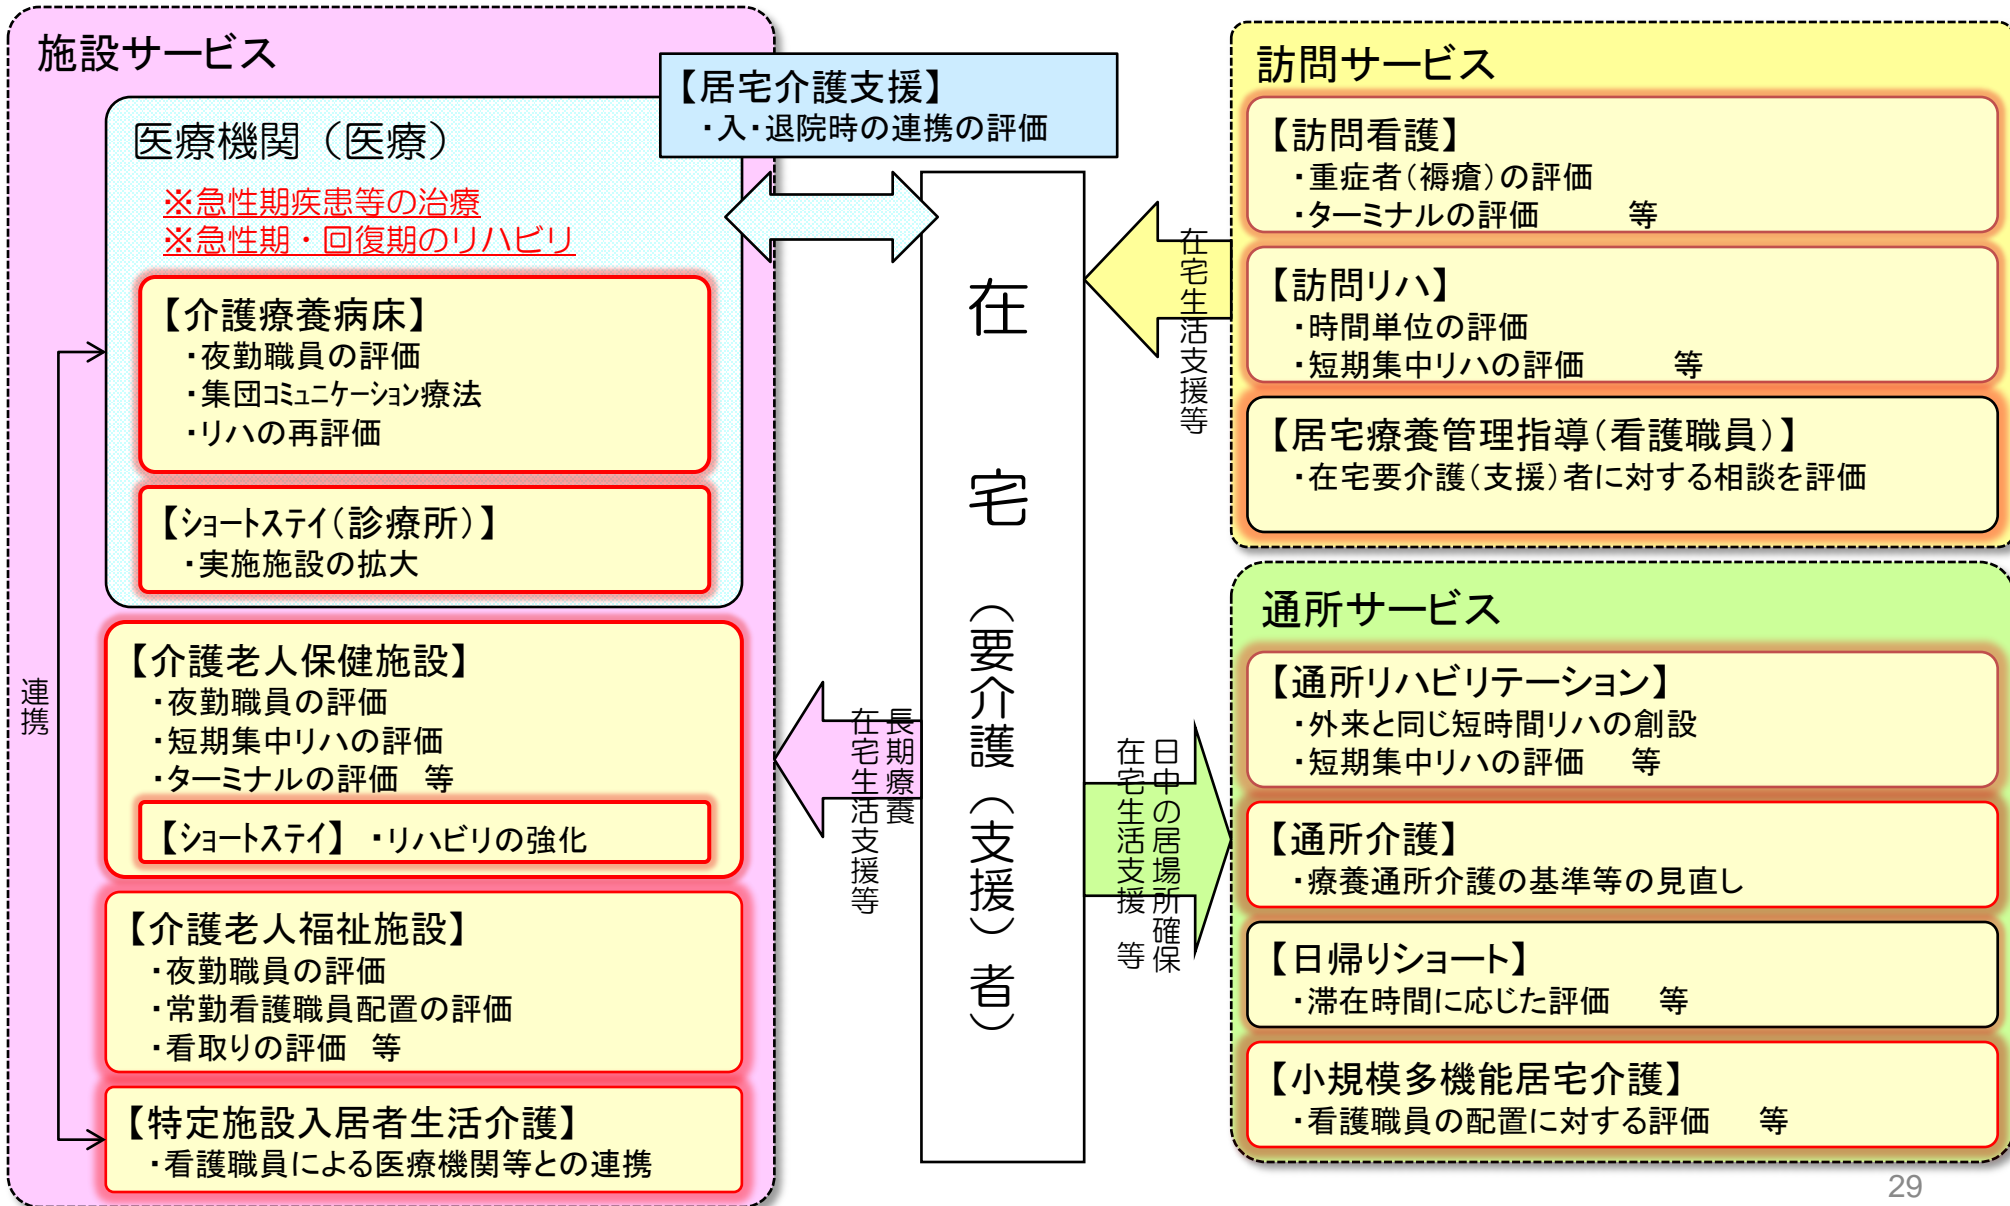 施設サービス
医療機関（医療）
※急性期疾患等の治療
※急性期・回復期のリハビリ
【介護療養病床】
・夜勤職員の評価
・集団ｺﾐｭﾆｹｰｼｮﾝ療法
・リハの再評価
【ショートステイ（診療所）】
・実施施設の拡大
【介護老人保健施設】
・夜勤職員の評価
・短期集中リハの評価
・ターミナルの評価　等
【ショートステイ】 ・リハビリの強化
【介護老人福祉施設】
・夜勤職員の評価
・常勤看護職員配置の評価
・看取りの評価　等
【特定施設入居者生活介護】
・看護職員による医療機関等との連携
連携
【居宅介護支援】
・入・退院時の連携の評価
在宅（要介護（支援）者）
長期療養
在宅生活支援等
在宅生活支援等
日中の居場所確保
在宅生活支援　等
訪問サービス
【訪問看護】
・重症者（褥瘡）の評価
・ターミナルの評価　　等
【訪問リハ】
・時間単位の評価
・短期集中リハの評価　　等
【居宅療養管理指導（看護職員）】
・在宅要介護（支援）者に対する相談を評価
通所サービス
【通所リハビリテーション】
・外来と同じ短時間リハの創設
・短期集中リハの評価　等
【通所介護】
・療養通所介護の基準等の見直し
【日帰りショート】
・滞在時間に応じた評価　等
【小規模多機能居宅介護】
・看護職員の配置に対する評価　等
29